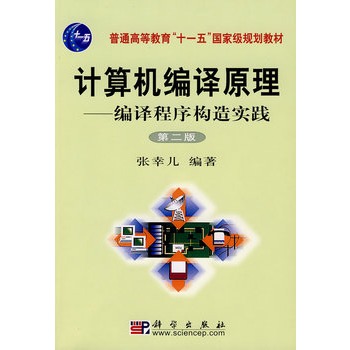 十一五
普通高等教育“十一五”国家级规划教材
计算机编译原理
——编译程序构造实践
第二版
张幸儿 编著
科学出版社
www.sciencep.com